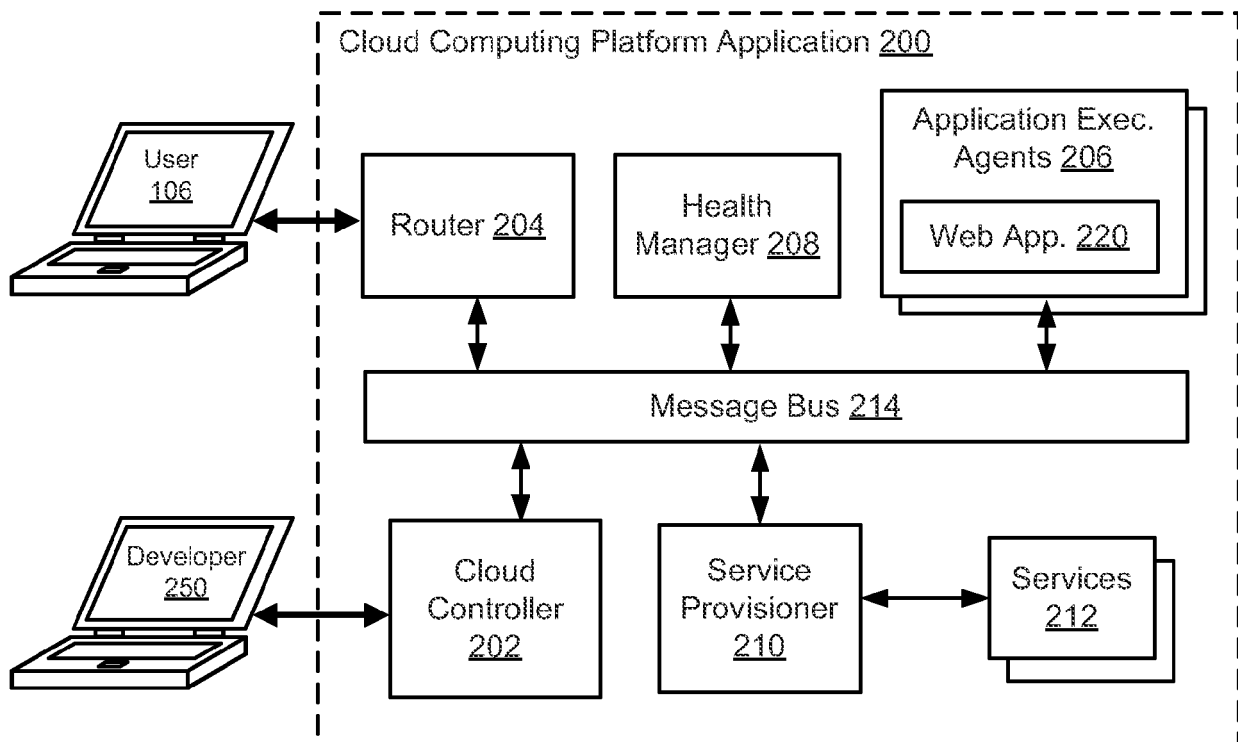 Cloud Computing Platform Application 200
User
106
Router 204
Health
Manager 208
Application Exec.
Agents 206
Web App. 220
Message Bus 214
Developer
250
Cloud
Controller
202
Service
Provisioner
210
Services
212